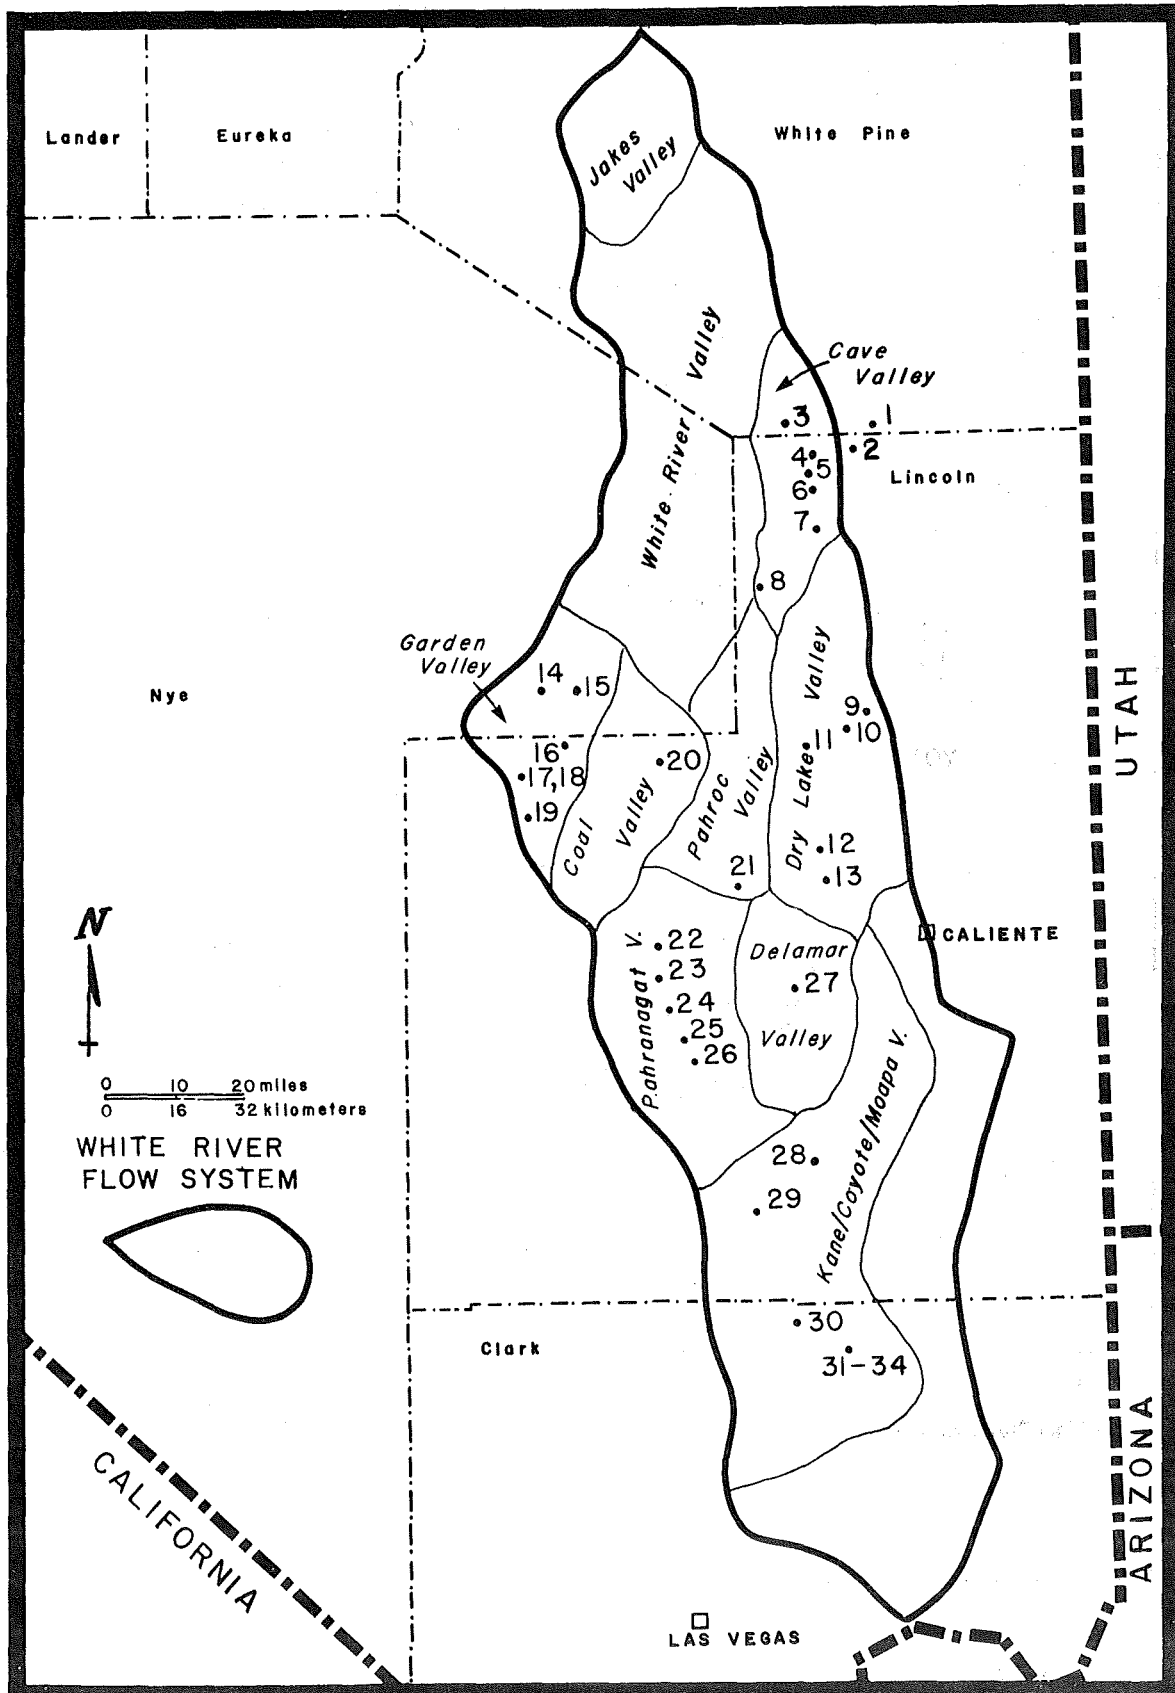 Lander
Eureka
White Pine
Jakes
Valley
White River Valley
Cave
Valley
3
1
2
4
5
Lincoln
6
7
8
Garden
Valley
Nye
14
15
16
17,18
19
Coal Valley
20
Pahroc Valley
21
Dry Lake Valley
9
10
11
12
13
UTAH
N
CALIENTE
Pahranagat V.
22
23
24
25
26
Delamar
27
Valley
0 10 20 miles
0 16 32 kilometers
WHITE RIVER
FLOW SYSTEM
Kane/Coyote/Moapa V.
28
29
30
31-34
Clark
CALIFORNIA
ARIZONA
LAS VEGAS